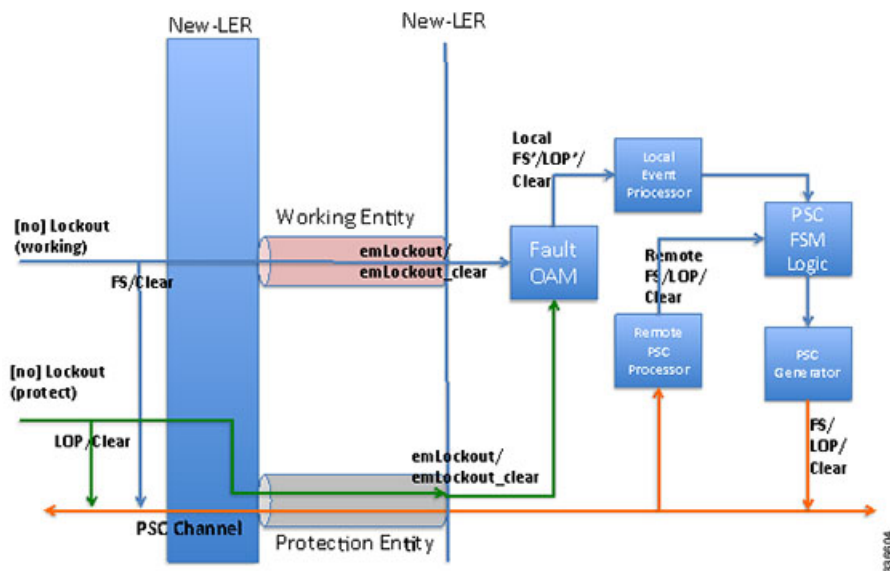 New-LER
New-LER
Local
FS'/LOP'/
Clear
Local
Event
Priocessor
[no] Lockout
(working)
Working Entity
emLockout/
emLockout_clear
FS/Clear
Fault
OAM
Remote
FS/LOP/
Clear
PSC
FSM
Logic
[no] Lockout
(protect)
Remote
PSC
Processor
PSC
Generator
LOP/Clear
emLockout/
emLockout_clear
FS/
LOP/
Clear
PSC Channel
Protection Entity